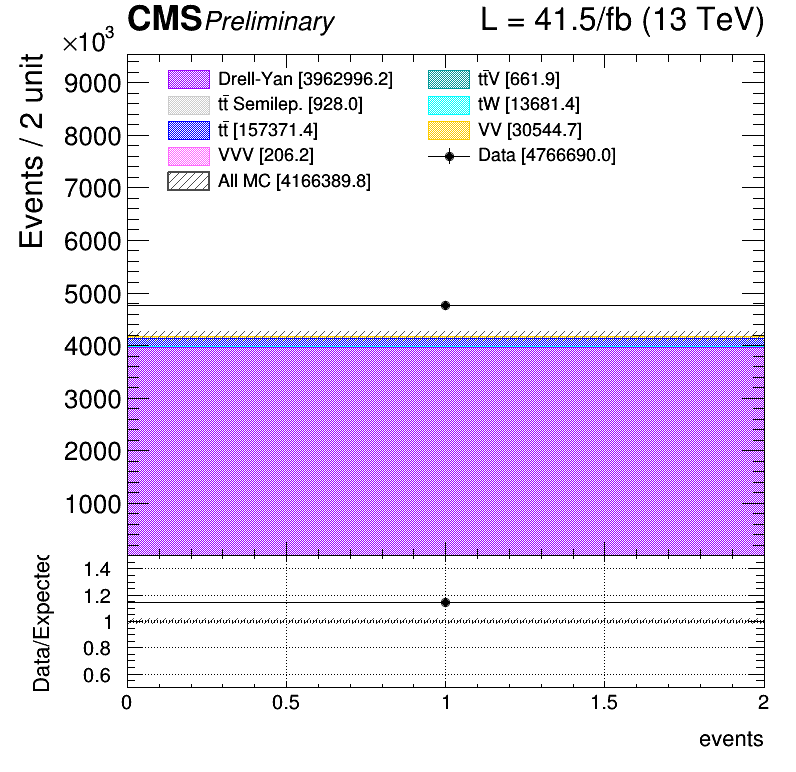 CMS Preliminary L = 41.5/fb (13 TeV)
×10³
Events / 2 unit
9000
8000
7000
6000
5000
4000
3000
2000
1000
Drell-Yan [3962996.2]
tt̄ Semilep. [928.0]
tt̄ [157371.4]
VVV [206.2]
All MC [4166389.8]
tt̄V [661.9]
tW [13681.4]
VV [30544.7]
Data [4766690.0]
Data/Expected
1.4
1.2
1
0.8
0.6
0 0.5 1 1.5 2
events